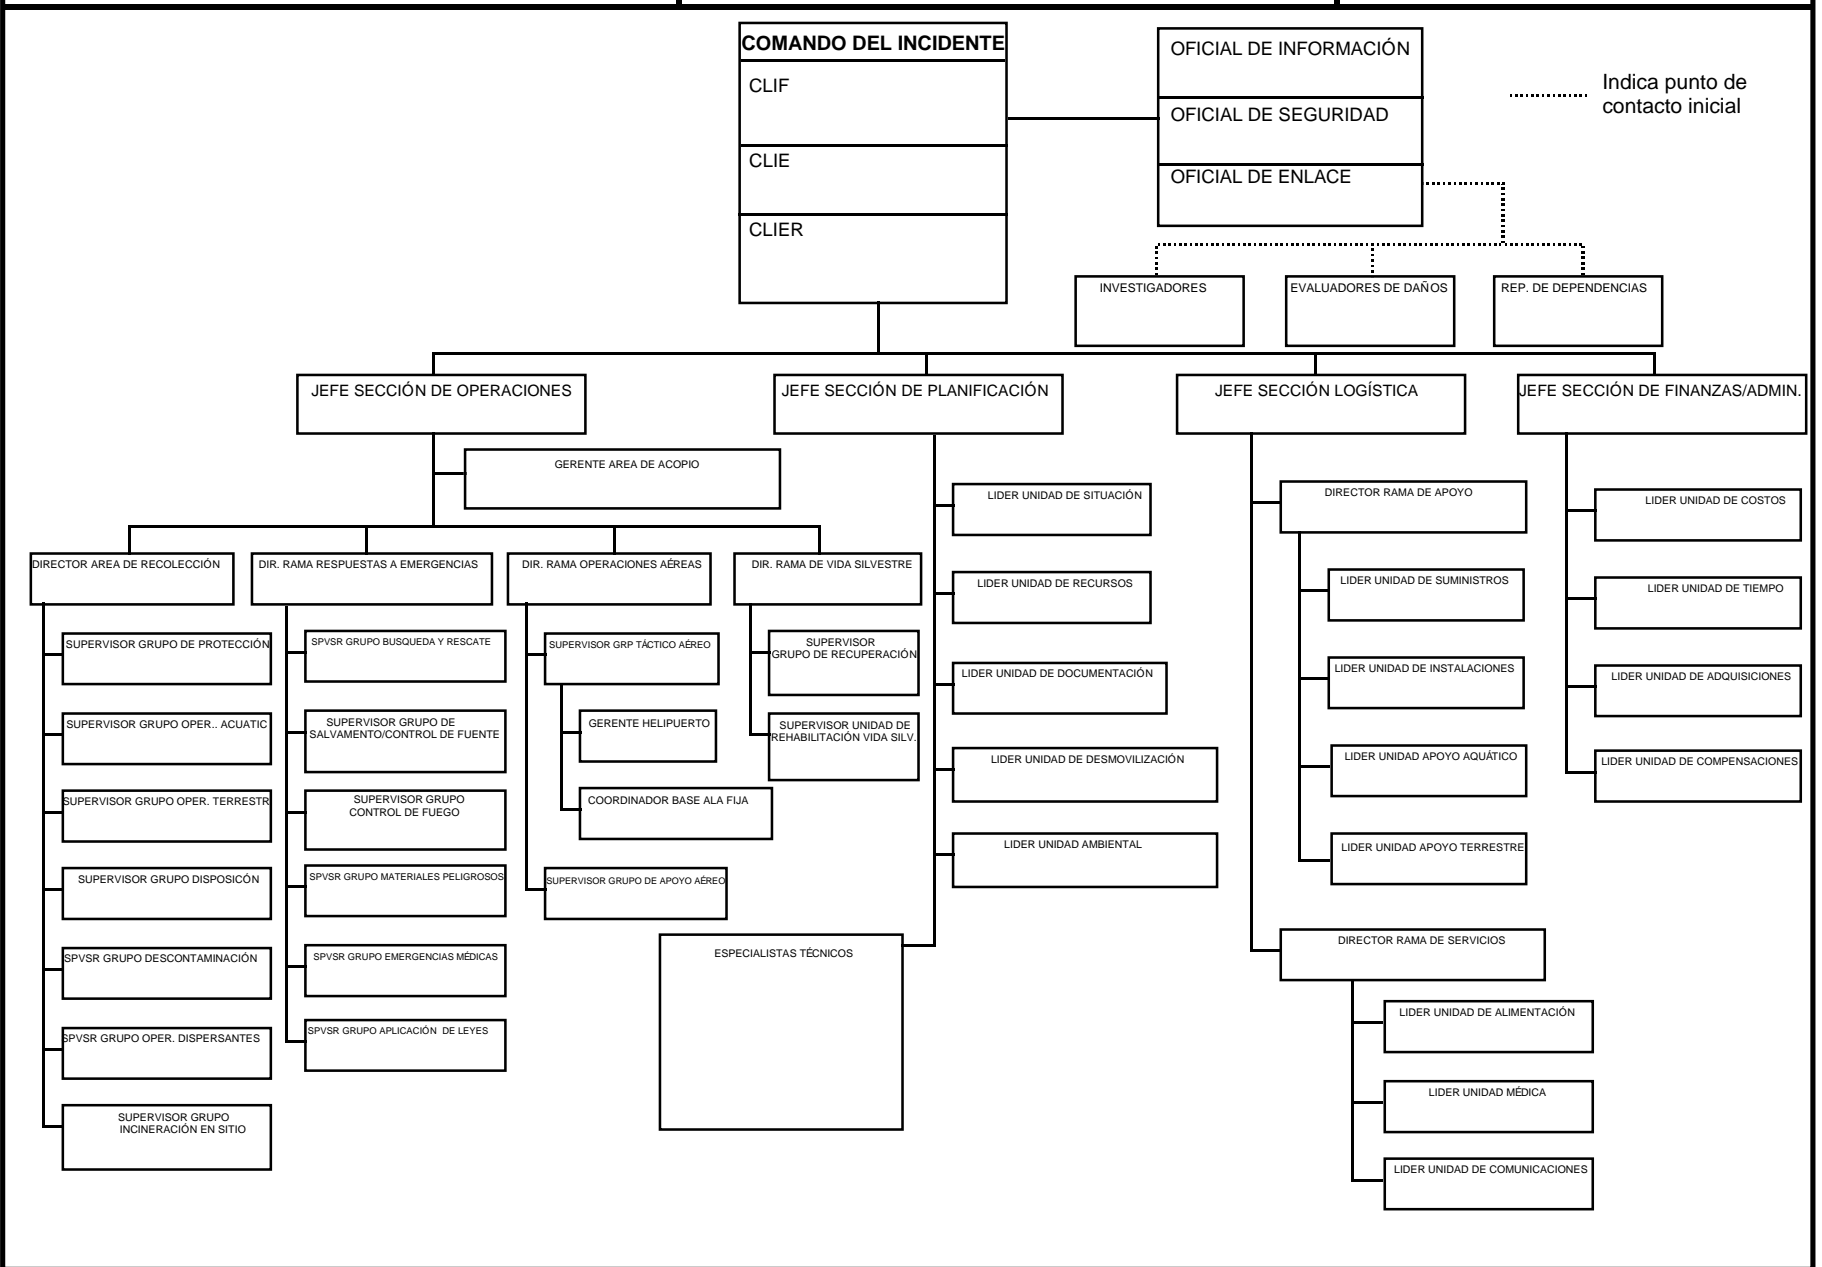 COMANDO DEL INCIDENTE
CLIF
CLIE
CLIER
OFICIAL DE INFORMACIÓN
OFICIAL DE SEGURIDAD
OFICIAL DE ENLACE
Indica punto de
contacto inicial
INVESTIGADORES
EVALUADORES DE DAÑOS
REP. DE DEPENDENCIAS
JEFE SECCIÓN DE OPERACIONES
JEFE SECCIÓN DE PLANIFICACIÓN
JEFE SECCIÓN LOGÍSTICA
JEFE SECCIÓN DE FINANZAS/ADMIN.
GERENTE AREA DE ACOPIO
DIRECTOR AREA DE RECOLECCIÓN
SUPERVISOR GRUPO DE PROTECCIÓN
SUPERVISOR GRUPO OPER.. ACUATIC
SUPERVISOR GRUPO OPER. TERRESTR
SUPERVISOR GRUPO DISPOSICÓN
SPVSR GRUPO DESCONTAMINACIÓN
SPVSR GRUPO OPER. DISPERSANTES
SUPERVISOR GRUPO
INCINERACIÓN EN SITIO
DIR. RAMA RESPUESTAS A EMERGENCIAS
SPVSR GRUPO BUSQUEDA Y RESCATE
SUPERVISOR GRUPO DE
SALVAMENTO/CONTROL DE FUENTE
SUPERVISOR GRUPO
CONTROL DE FUEGO
SPVSR GRUPO MATERIALES PELIGROSOS
SPVSR GRUPO EMERGENCIAS MÉDICAS
SPVSR GRUPO APLICACIÓN DE LEYES
DIR. RAMA OPERACIONES AÉREAS
SUPERVISOR GRP TÁCTICO AÉREO
GERENTE HELIPUERTO
COORDINADOR BASE ALA FIJA
SUPERVISOR GRUPO DE APOYO AÉREO
DIR. RAMA DE VIDA SILVESTRE
SUPERVISOR
GRUPO DE RECUPERACIÓN
SUPERVISOR UNIDAD DE
REHABILITACIÓN VIDA SILV.
LIDER UNIDAD DE SITUACIÓN
LIDER UNIDAD DE RECURSOS
LIDER UNIDAD DE DOCUMENTACIÓN
LIDER UNIDAD DE DESMOVILIZACIÓN
LIDER UNIDAD AMBIENTAL
ESPECIALISTAS TÉCNICOS
DIRECTOR RAMA DE APOYO
LIDER UNIDAD DE SUMINISTROS
LIDER UNIDAD DE INSTALACIONES
LIDER UNIDAD APOYO AQUÁTICO
LIDER UNIDAD APOYO TERRESTRE
DIRECTOR RAMA DE SERVICIOS
LIDER UNIDAD DE ALIMENTACIÓN
LIDER UNIDAD MÉDICA
LIDER UNIDAD DE COMUNICACIONES
LIDER UNIDAD DE COSTOS
LIDER UNIDAD DE TIEMPO
LIDER UNIDAD DE ADQUISICIONES
LIDER UNIDAD DE COMPENSACIONES